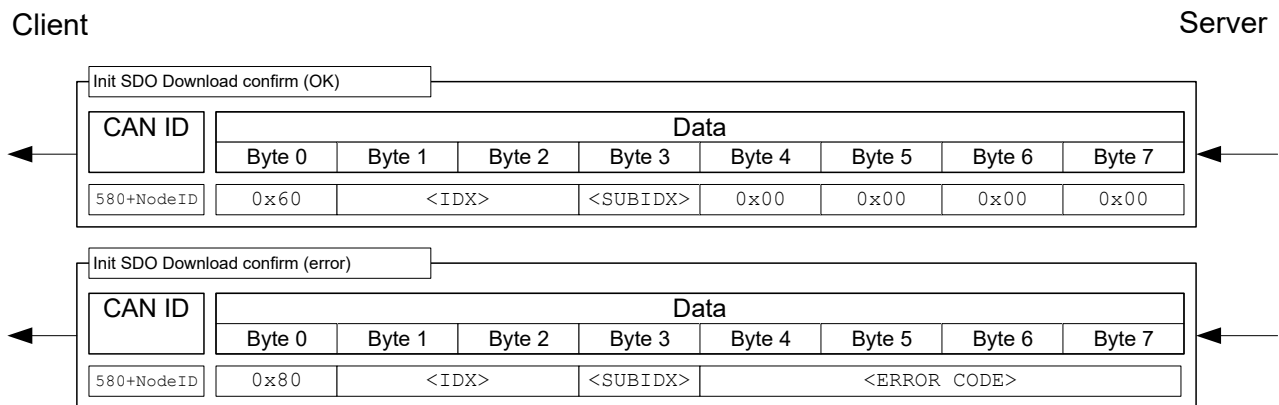 Client Server
Init SDO Download confirm (OK)
CAN ID Data
Byte 0 Byte 1 Byte 2 Byte 3 Byte 4 Byte 5 Byte 6 Byte 7
580+NodeID 0x60 <IDX> <SUBIDX> 0x00 0x00 0x00 0x00
Init SDO Download confirm (error)
CAN ID Data
Byte 0 Byte 1 Byte 2 Byte 3 Byte 4 Byte 5 Byte 6 Byte 7
580+NodeID 0x80 <IDX> <SUBIDX> <ERROR CODE>